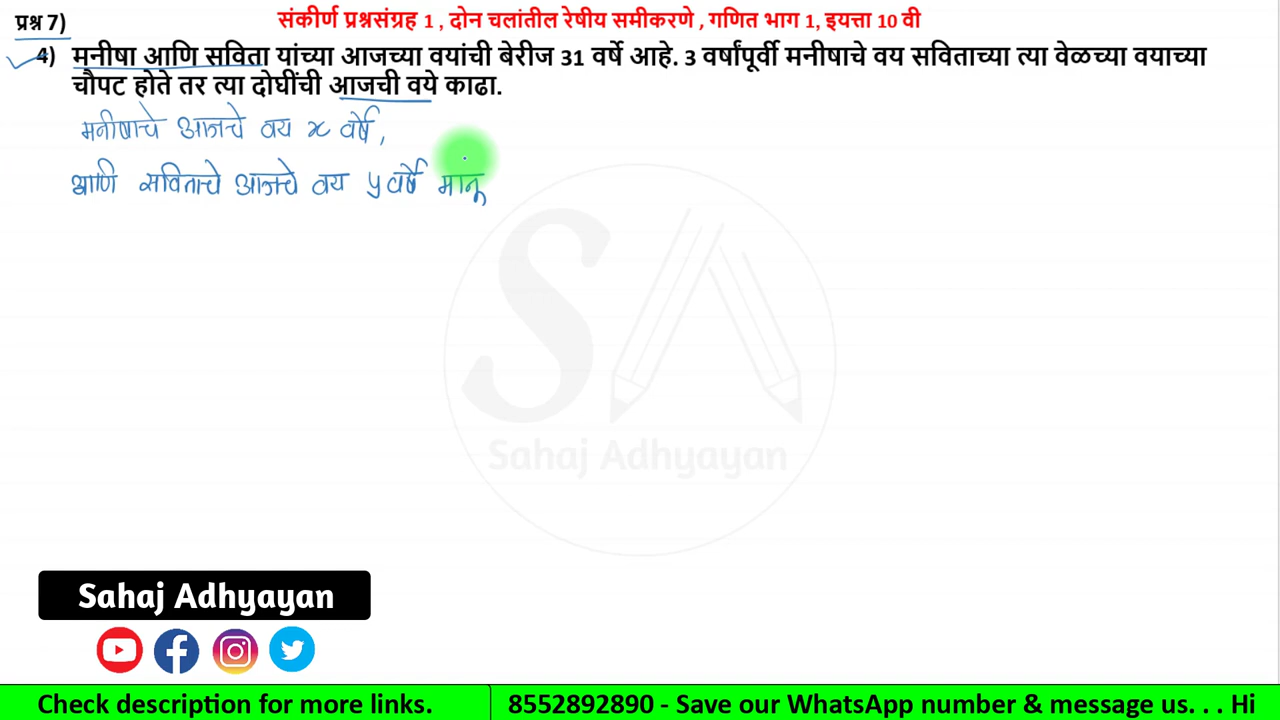 प्रश्न 7)
संकीर्ण प्रश्नसंग्रह 1 , दोन चलांतील रेषीय समीकरणे , गणित भाग 1, इयत्ता 10 वी
4) मनीषा आणि सविता यांच्या आजच्या वयांची बेरीज 31 वर्षे आहे. 3 वर्षांपूर्वी मनीषाचे वय सविताच्या त्या वेळच्या वयाच्या
चौपट होते तर त्या दोघींची आजची वये काढा.
मनीषाचे आजचे वय x वर्षे,
आणि सविताचे आजचे वय y वर्षे मानू
Sahaj Adhyayan
Sahaj Adhyayan
Check description for more links.
8552892890 - Save our WhatsApp number & message us. . . Hi